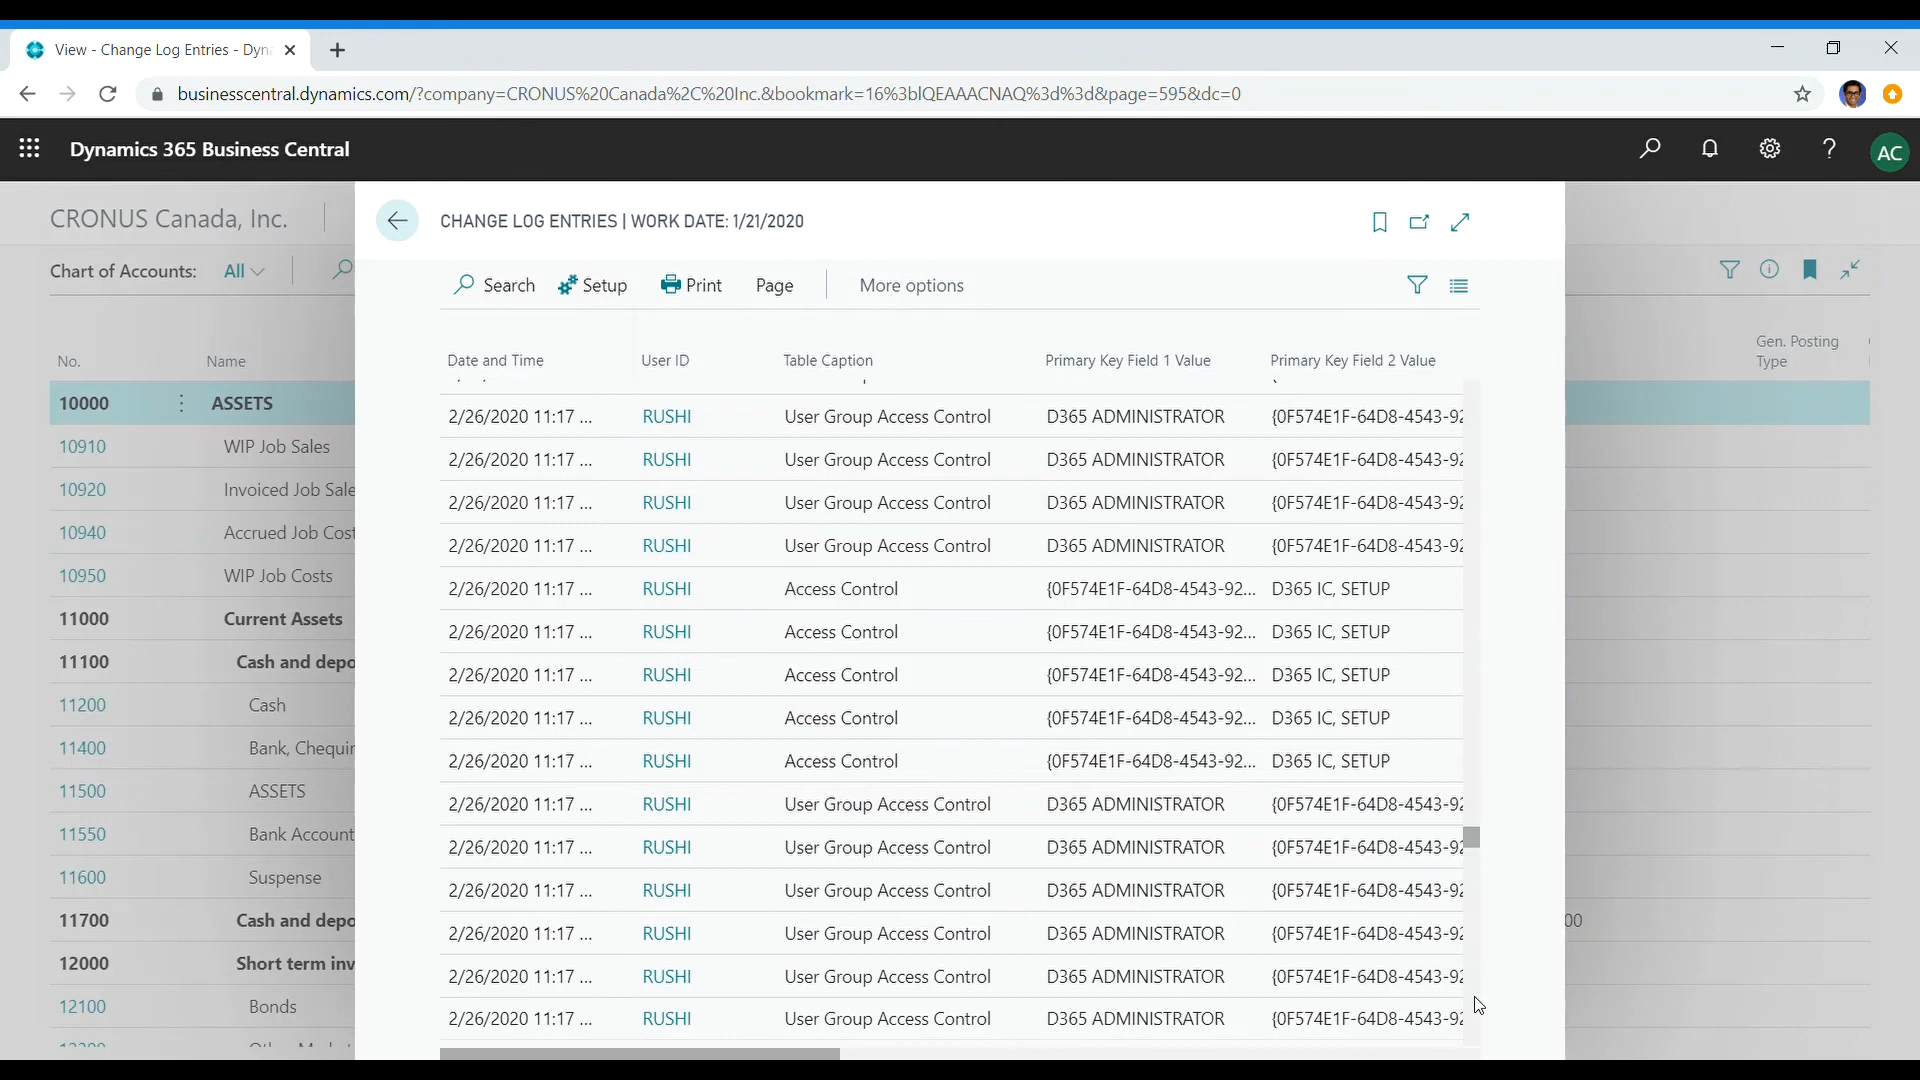 View - Change Log Entries - Dyn
businesscentral.dynamics.com/?company=CRONUS%20Canada%2C%20Inc.&bookmark=16%3blQEAAACNAQ%3d%3d&page=595&dc=0
Dynamics 365 Business Central
AC
CRONUS Canada, Inc.
CHANGE LOG ENTRIES | WORK DATE: 1/21/2020
Chart of Accounts: All
Search Setup Print Page More options
No. Name
Date and Time User ID Table Caption Primary Key Field 1 Value Primary Key Field 2 Value
Gen. Posting
Type
10000 ASSETS
10910 WIP Job Sales
10920 Invoiced Job Sale
10940 Accrued Job Cost
10950 WIP Job Costs
11000 Current Assets
11100 Cash and depo
11200 Cash
11400 Bank, Chequin
11500 ASSETS
11550 Bank Account
11600 Suspense
11700 Cash and depo
12000 Short term inv
12100 Bonds
2/26/2020 11:17 ... RUSHI User Group Access Control D365 ADMINISTRATOR {0F574E1F-64D8-4543-92
2/26/2020 11:17 ... RUSHI User Group Access Control D365 ADMINISTRATOR {0F574E1F-64D8-4543-92
2/26/2020 11:17 ... RUSHI User Group Access Control D365 ADMINISTRATOR {0F574E1F-64D8-4543-92
2/26/2020 11:17 ... RUSHI User Group Access Control D365 ADMINISTRATOR {0F574E1F-64D8-4543-92
2/26/2020 11:17 ... RUSHI Access Control {0F574E1F-64D8-4543-92... D365 IC, SETUP
2/26/2020 11:17 ... RUSHI Access Control {0F574E1F-64D8-4543-92... D365 IC, SETUP
2/26/2020 11:17 ... RUSHI Access Control {0F574E1F-64D8-4543-92... D365 IC, SETUP
2/26/2020 11:17 ... RUSHI Access Control {0F574E1F-64D8-4543-92... D365 IC, SETUP
2/26/2020 11:17 ... RUSHI Access Control {0F574E1F-64D8-4543-92... D365 IC, SETUP
2/26/2020 11:17 ... RUSHI User Group Access Control D365 ADMINISTRATOR {0F574E1F-64D8-4543-92
2/26/2020 11:17 ... RUSHI User Group Access Control D365 ADMINISTRATOR {0F574E1F-64D8-4543-92
2/26/2020 11:17 ... RUSHI User Group Access Control D365 ADMINISTRATOR {0F574E1F-64D8-4543-92
2/26/2020 11:17 ... RUSHI User Group Access Control D365 ADMINISTRATOR {0F574E1F-64D8-4543-92
2/26/2020 11:17 ... RUSHI User Group Access Control D365 ADMINISTRATOR {0F574E1F-64D8-4543-92
2/26/2020 11:17 ... RUSHI User Group Access Control D365 ADMINISTRATOR {0F574E1F-64D8-4543-92
00